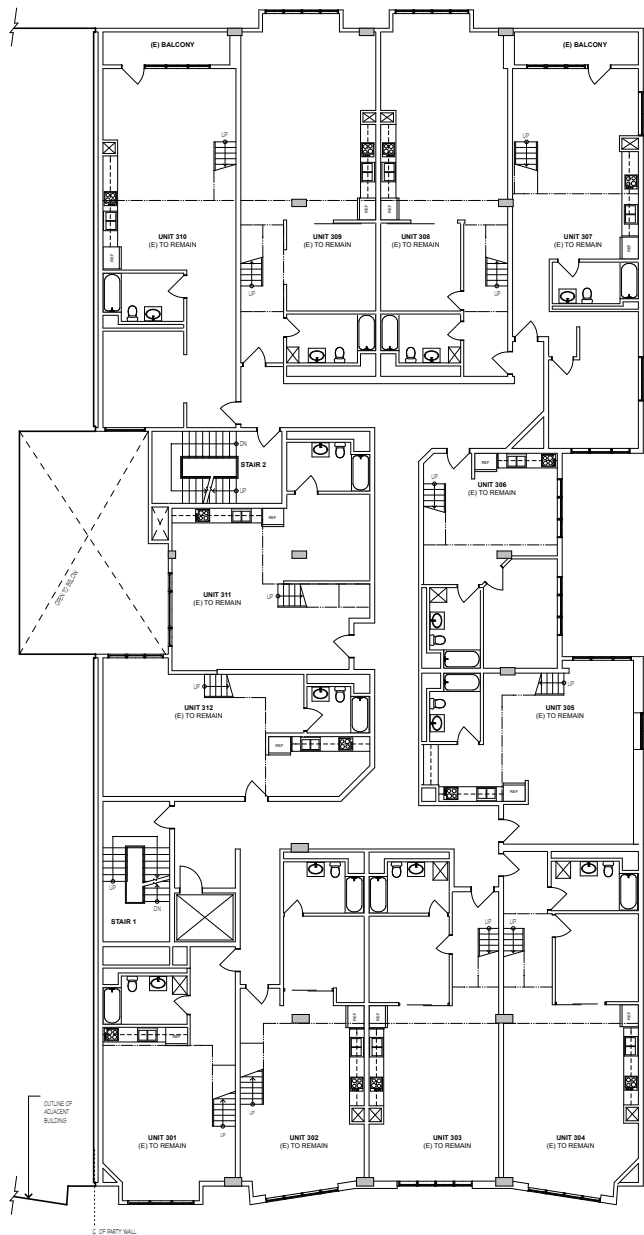 (E) BALCONY
(E) BALCONY
UP
UP
REF
REF
UNIT 310
(E) TO REMAIN
UNIT 309
(E) TO REMAIN
UNIT 308
(E) TO REMAIN
UNIT 307
(E) TO REMAIN
REF
REF
UP
UP
DN
STAIR 2
UP
REF
UP
UNIT 306
(E) TO REMAIN
REF
OPEN TO BELOW
UNIT 311
(E) TO REMAIN
UP
UP
UNIT 312
(E) TO REMAIN
UP
UNIT 305
(E) TO REMAIN
REF
REF
UP
DN
STAIR 1
UP
UP
REF
REF
REF
REF
OUTLINE OF
ADJACENT
BUILDING
UP
UP
UNIT 301
(E) TO REMAIN
UNIT 302
(E) TO REMAIN
UNIT 303
(E) TO REMAIN
UNIT 304
(E) TO REMAIN
OF PARTY WALL